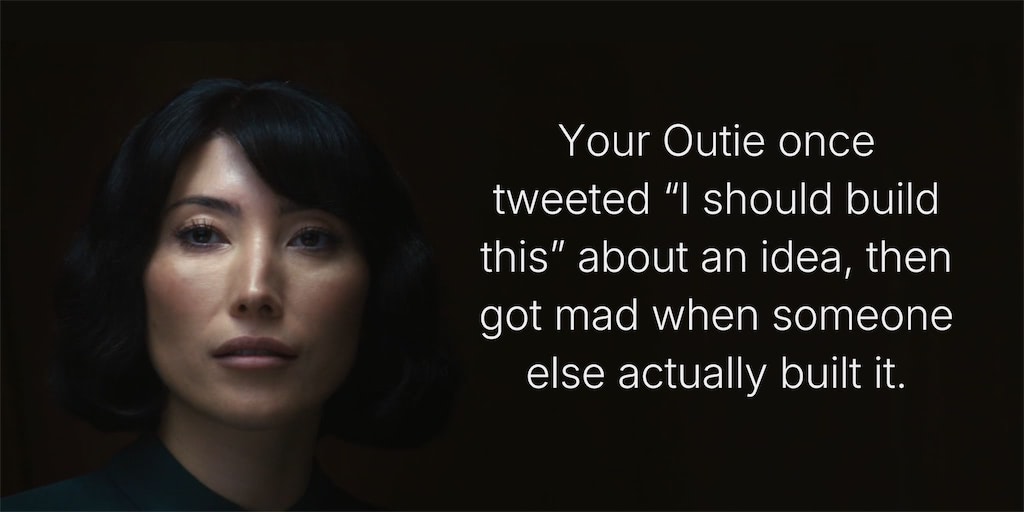 Your Outie once
tweeted “I should build
this” about an idea, then
got mad when someone
else actually built it.